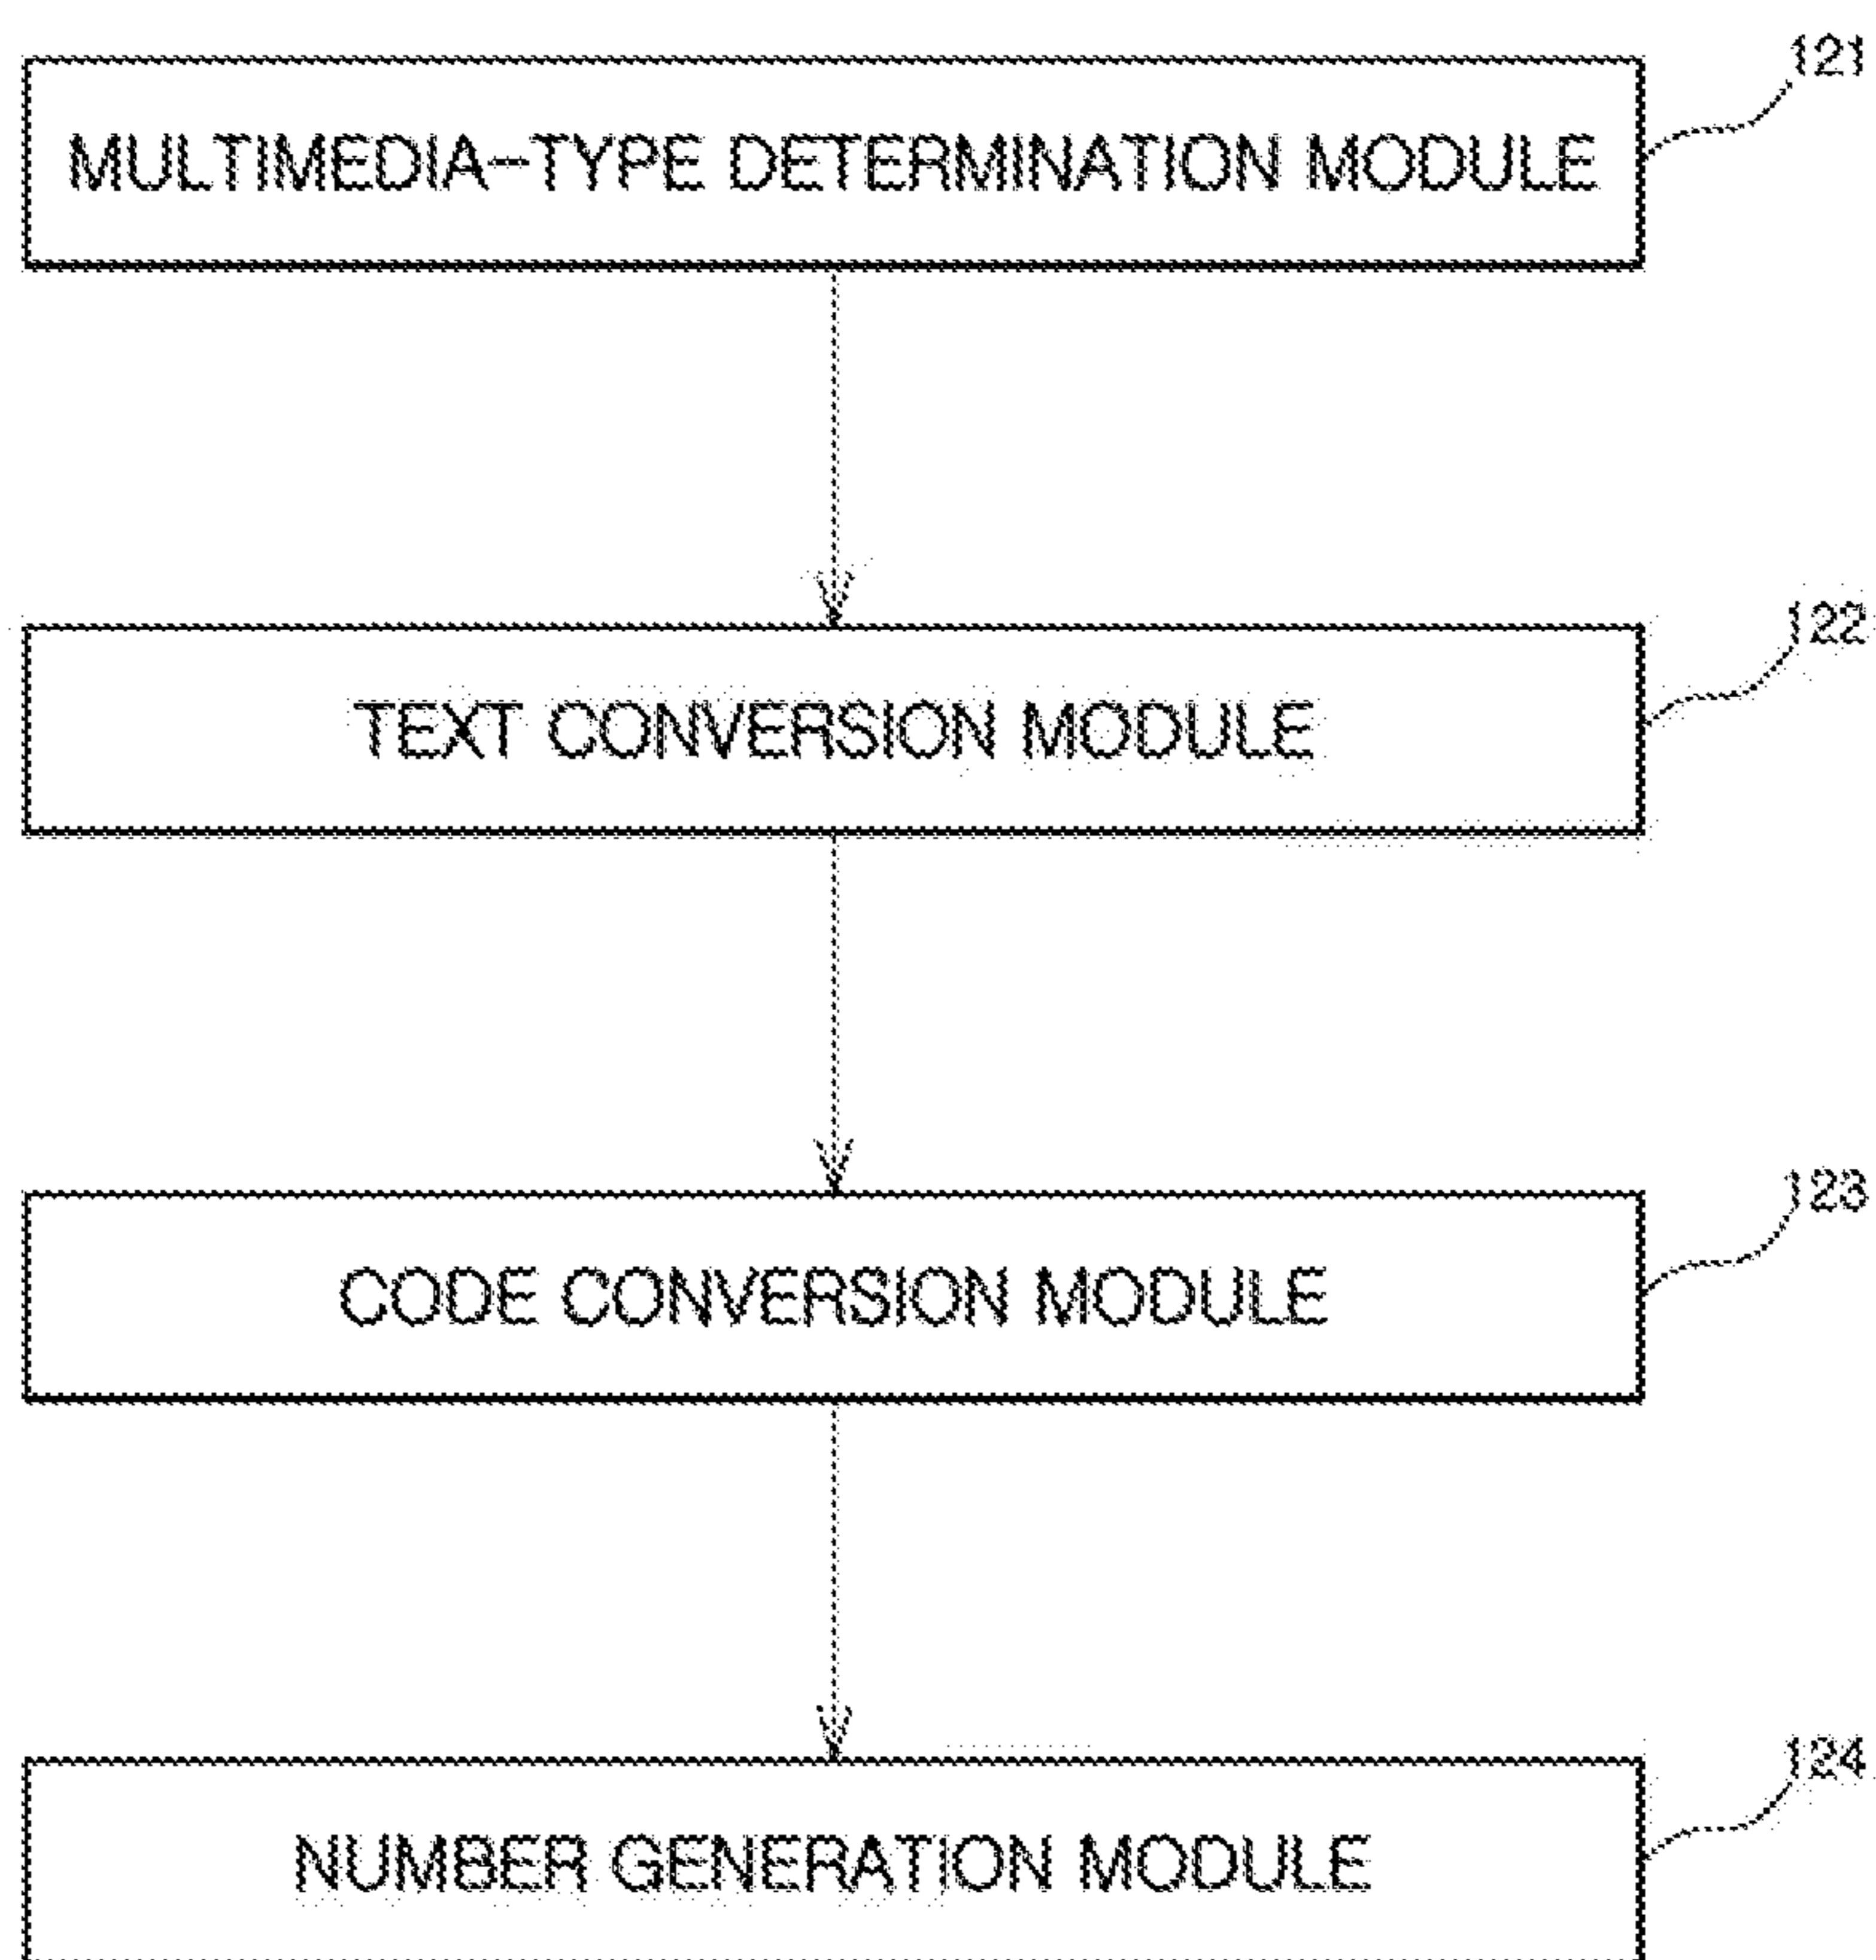 121
MULTIMEDIA-TYPE DETERMINATION MODULE
122
TEXT CONVERSION MODULE
123
CODE CONVERSION MODULE
124
NUMBER GENERATION MODULE